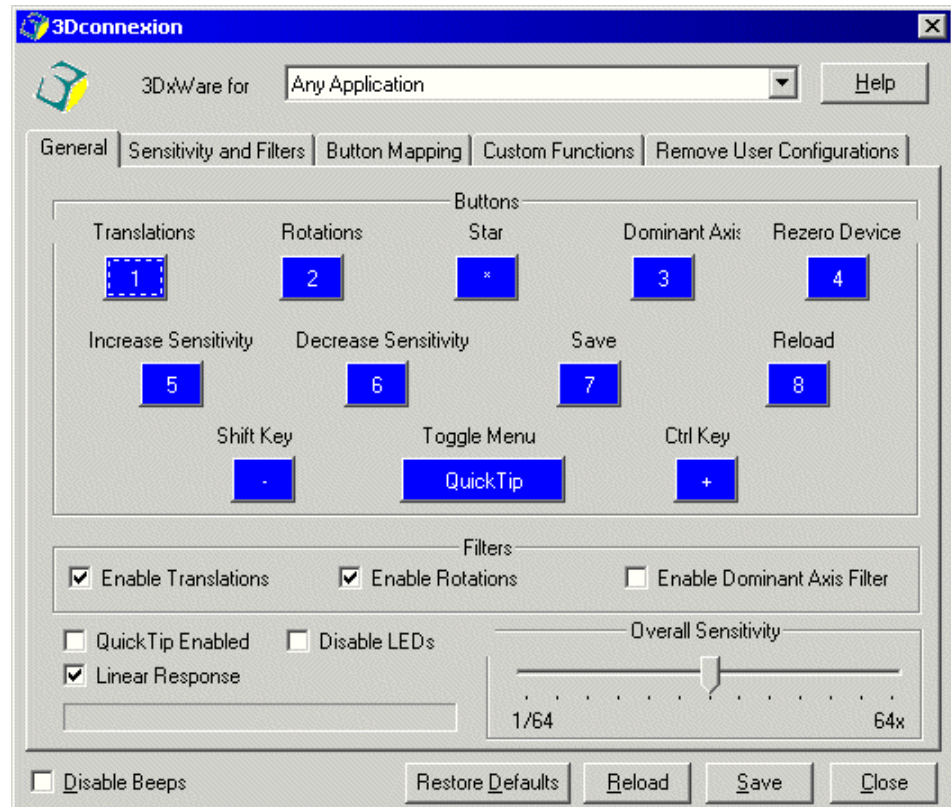 3Dconnexion
3DxWare for Any Application Help
General Sensitivity and Filters Button Mapping Custom Functions Remove User Configurations
Buttons
Translations Rotations Star Dominant Axis Rezero Device
1 2 * 3 4
Increase Sensitivity Decrease Sensitivity Save Reload
5 6 7 8
Shift Key Toggle Menu Ctrl Key
- QuickTip +
Filters
Enable Translations Enable Rotations Enable Dominant Axis Filter
QuickTip Enabled Disable LEDs Overall Sensitivity
Linear Response
1/64 64x
Disable Beeps Restore Defaults Reload Save Close